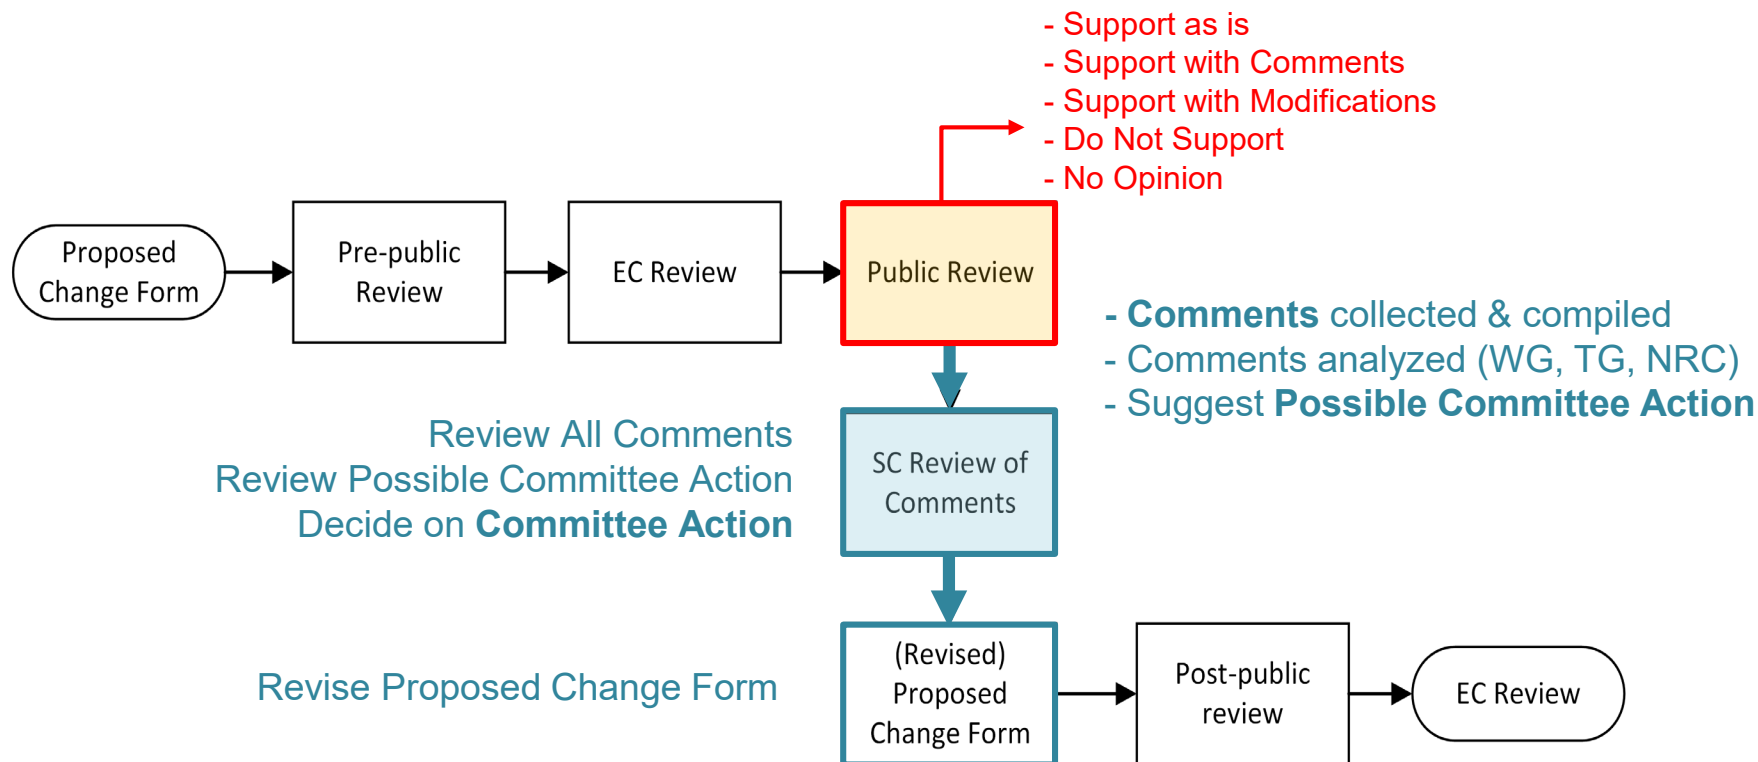 - Support as is
- Support with Comments
- Support with Modifications
- Do Not Support
- No Opinion
Proposed
Change Form
Pre-public
Review
EC Review
Public Review
- Comments collected & compiled
- Comments analyzed (WG, TG, NRC)
- Suggest Possible Committee Action
Review All Comments
Review Possible Committee Action
Decide on Committee Action
SC Review of
Comments
Revise Proposed Change Form
(Revised)
Proposed
Change Form
Post-public
review
EC Review